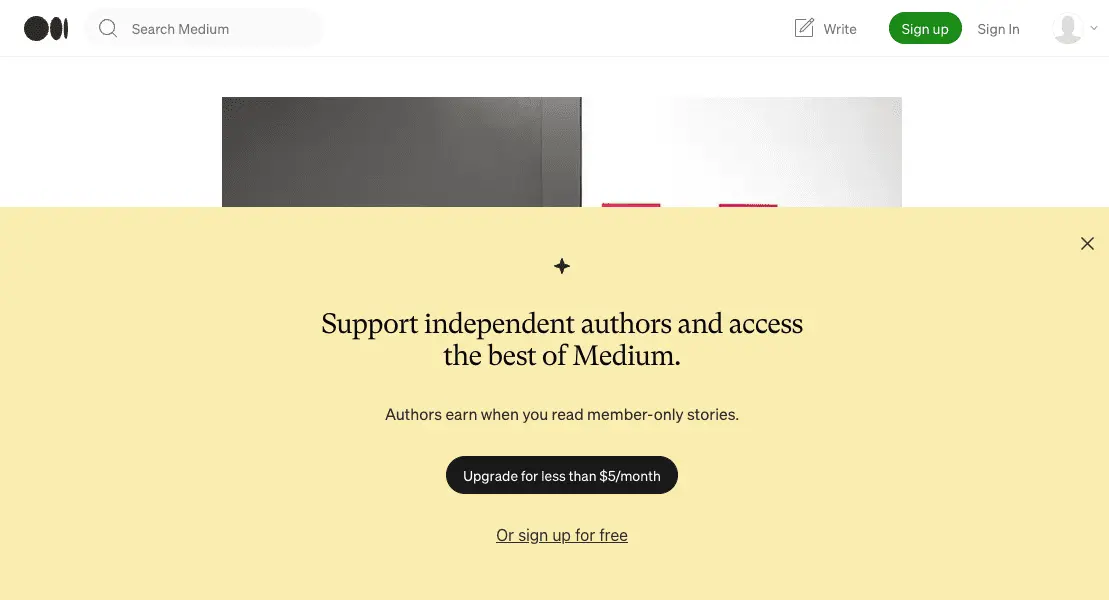 Search Medium
Write
Sign up
Sign In
Support independent authors and access
the best of Medium.
Authors earn when you read member-only stories.
Upgrade for less than $5/month
Or sign up for free